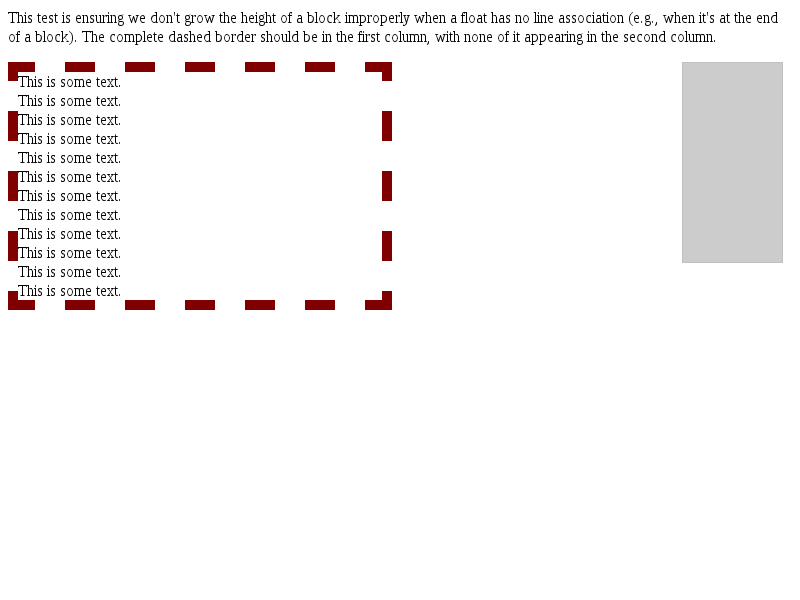 This test is ensuring we don't grow the height of a block improperly when a float has no line association (e.g., when it's at the end
of a block). The complete dashed border should be in the first column, with none of it appearing in the second column.
This is some text.
This is some text.
This is some text.
This is some text.
This is some text.
This is some text.
This is some text.
This is some text.
This is some text.
This is some text.
This is some text.
This is some text.